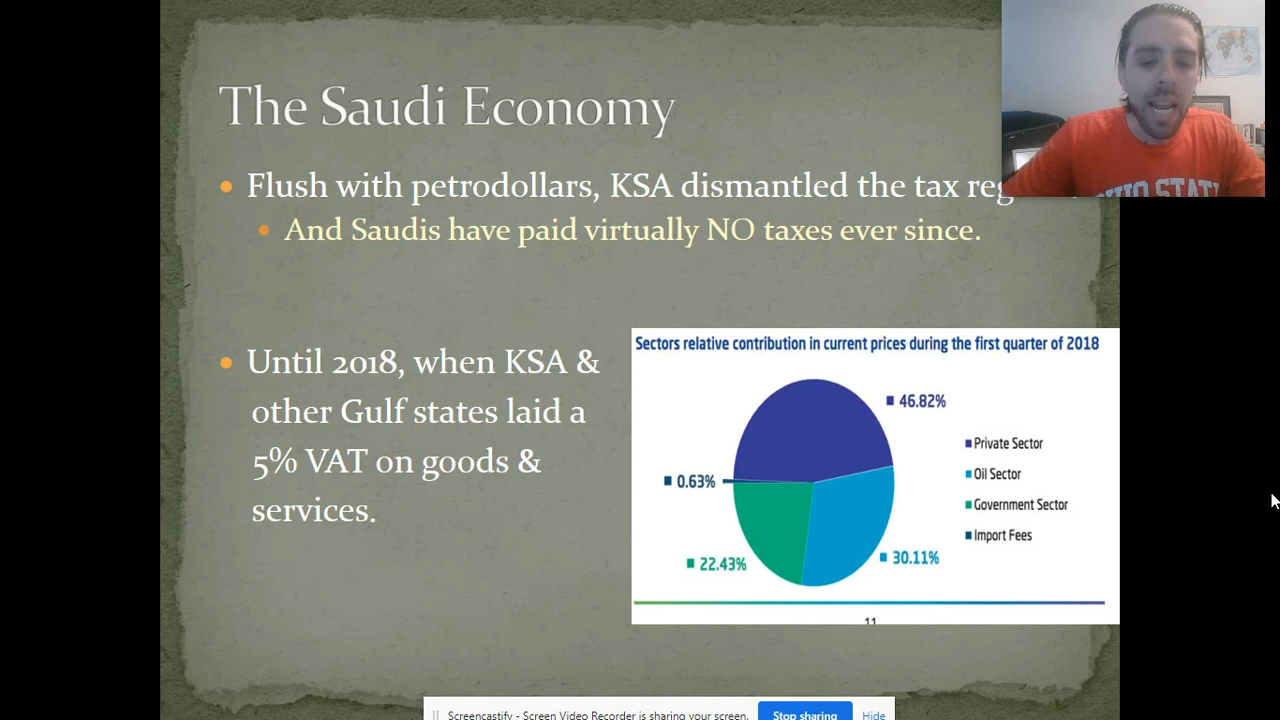 The Saudi Economy
Flush with petrodollars, KSA dismantled the tax
And Saudis have paid virtually NO taxes ever since.
Until 2018, when KSA &
other Gulf states laid a
5% VAT on goods &
services.
Sectors relative contribution in current prices during the first quarter of 2018
46.82%
Private Sector
Oil Sector
0.63%
Government Sector
Import Fees
30.11%
22.43%
11
STAT
Screencastify - Screen Video Recorder is sharing your screen.
Stop sharing
Hide